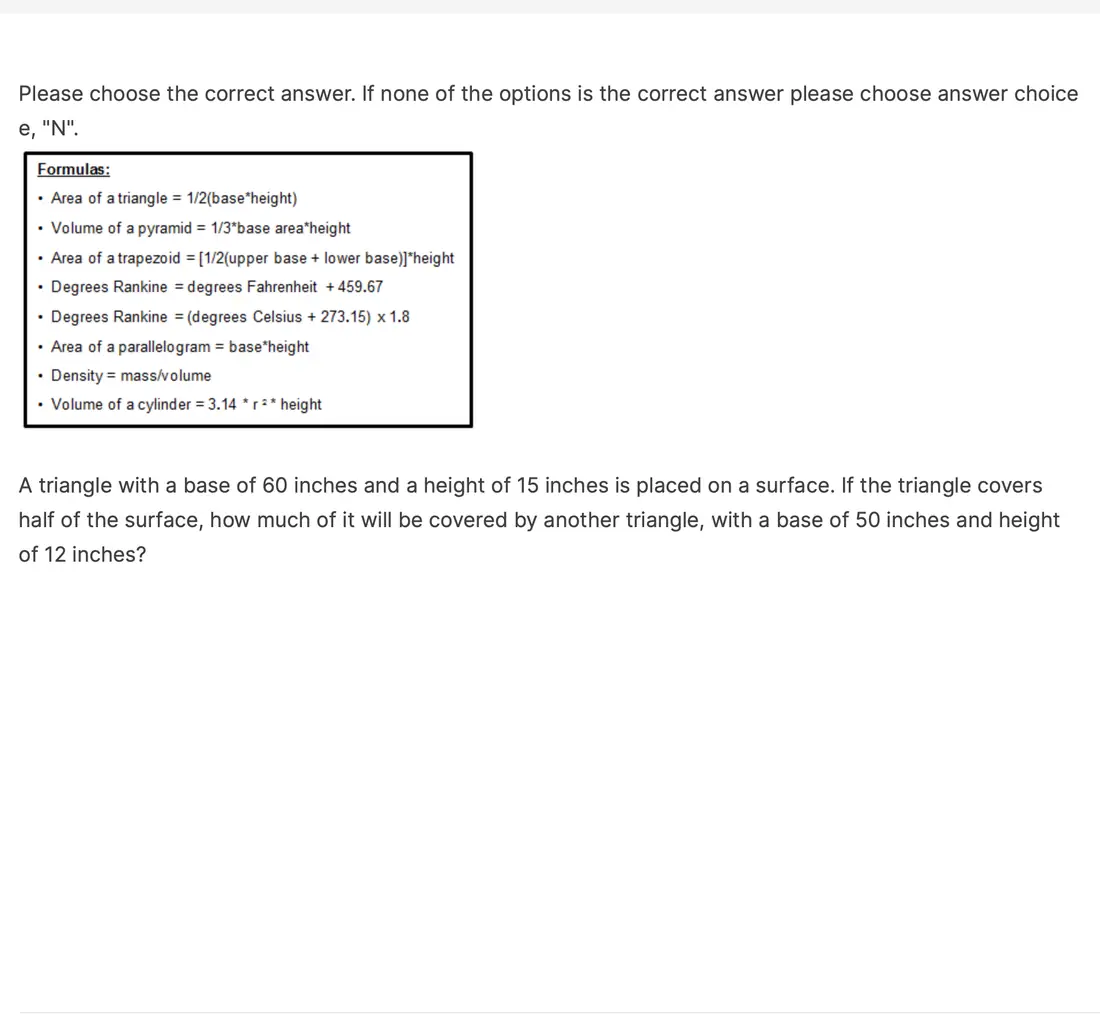 Please choose the correct answer. If none of the options is the correct answer please choose answer choice
e, "N".
Formulas:
• Area of a triangle = 1/2(base*height)
• Volume of a pyramid = 1/3*base area*height
• Area of a trapezoid = [1/2(upper base + lower base)]*height
• Degrees Rankine = degrees Fahrenheit + 459.67
• Degrees Rankine = (degrees Celsius + 273.15) x 1.8
• Area of a parallelogram = base*height
• Density = mass/volume
• Volume of a cylinder = 3.14 * r ² * height
A triangle with a base of 60 inches and a height of 15 inches is placed on a surface. If the triangle covers
half of the surface, how much of it will be covered by another triangle, with a base of 50 inches and height
of 12 inches?